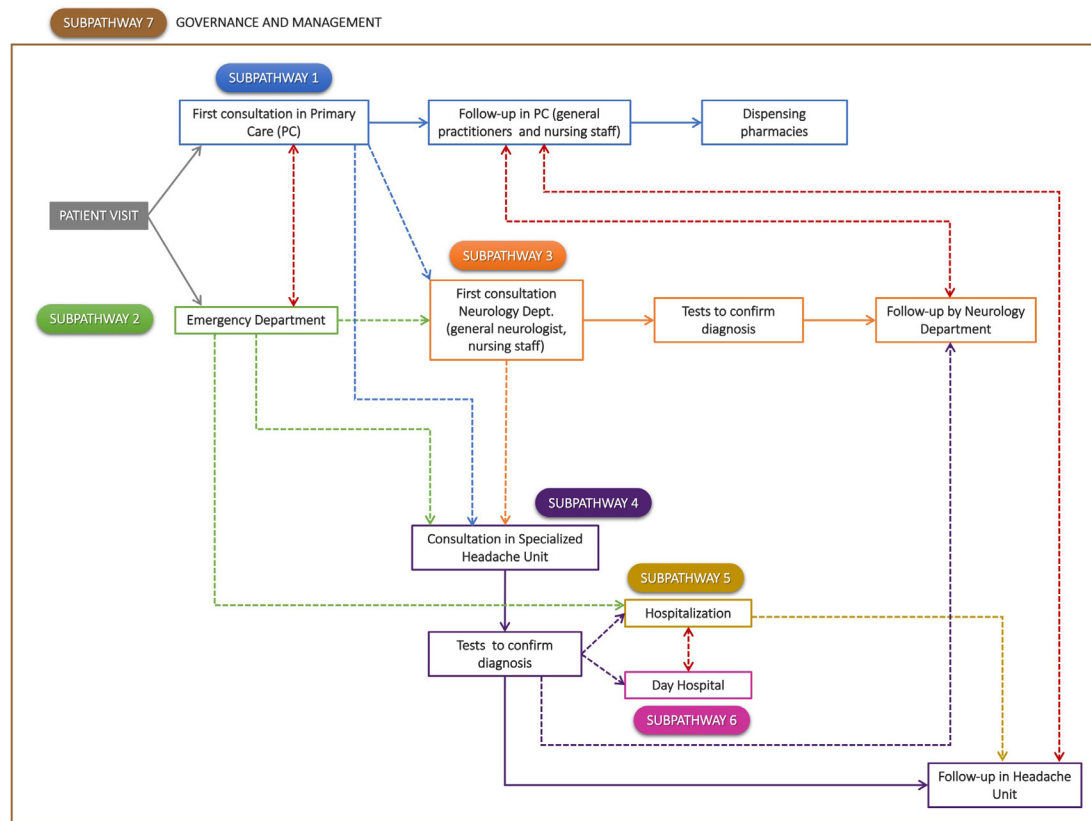 SUBPATHWAY 7 GOVERNANCE AND MANAGEMENT
SUBPATHWAY 1
First consultation in Primary
Care (PC)
Follow-up in PC (general
practitioners and nursing staff)
Dispensing
pharmacies
PATIENT VISIT
SUBPATHWAY 3
SUBPATHWAY 2
Emergency Department
First consultation
Neurology Dept.
(general neurologist,
nursing staff)
Tests to confirm
diagnosis
Follow-up by Neurology
Department
SUBPATHWAY 4
Consultation in Specialized
Headache Unit
SUBPATHWAY 5
Hospitalization
Tests to confirm
diagnosis
Day Hospital
SUBPATHWAY 6
Follow-up in Headache
Unit